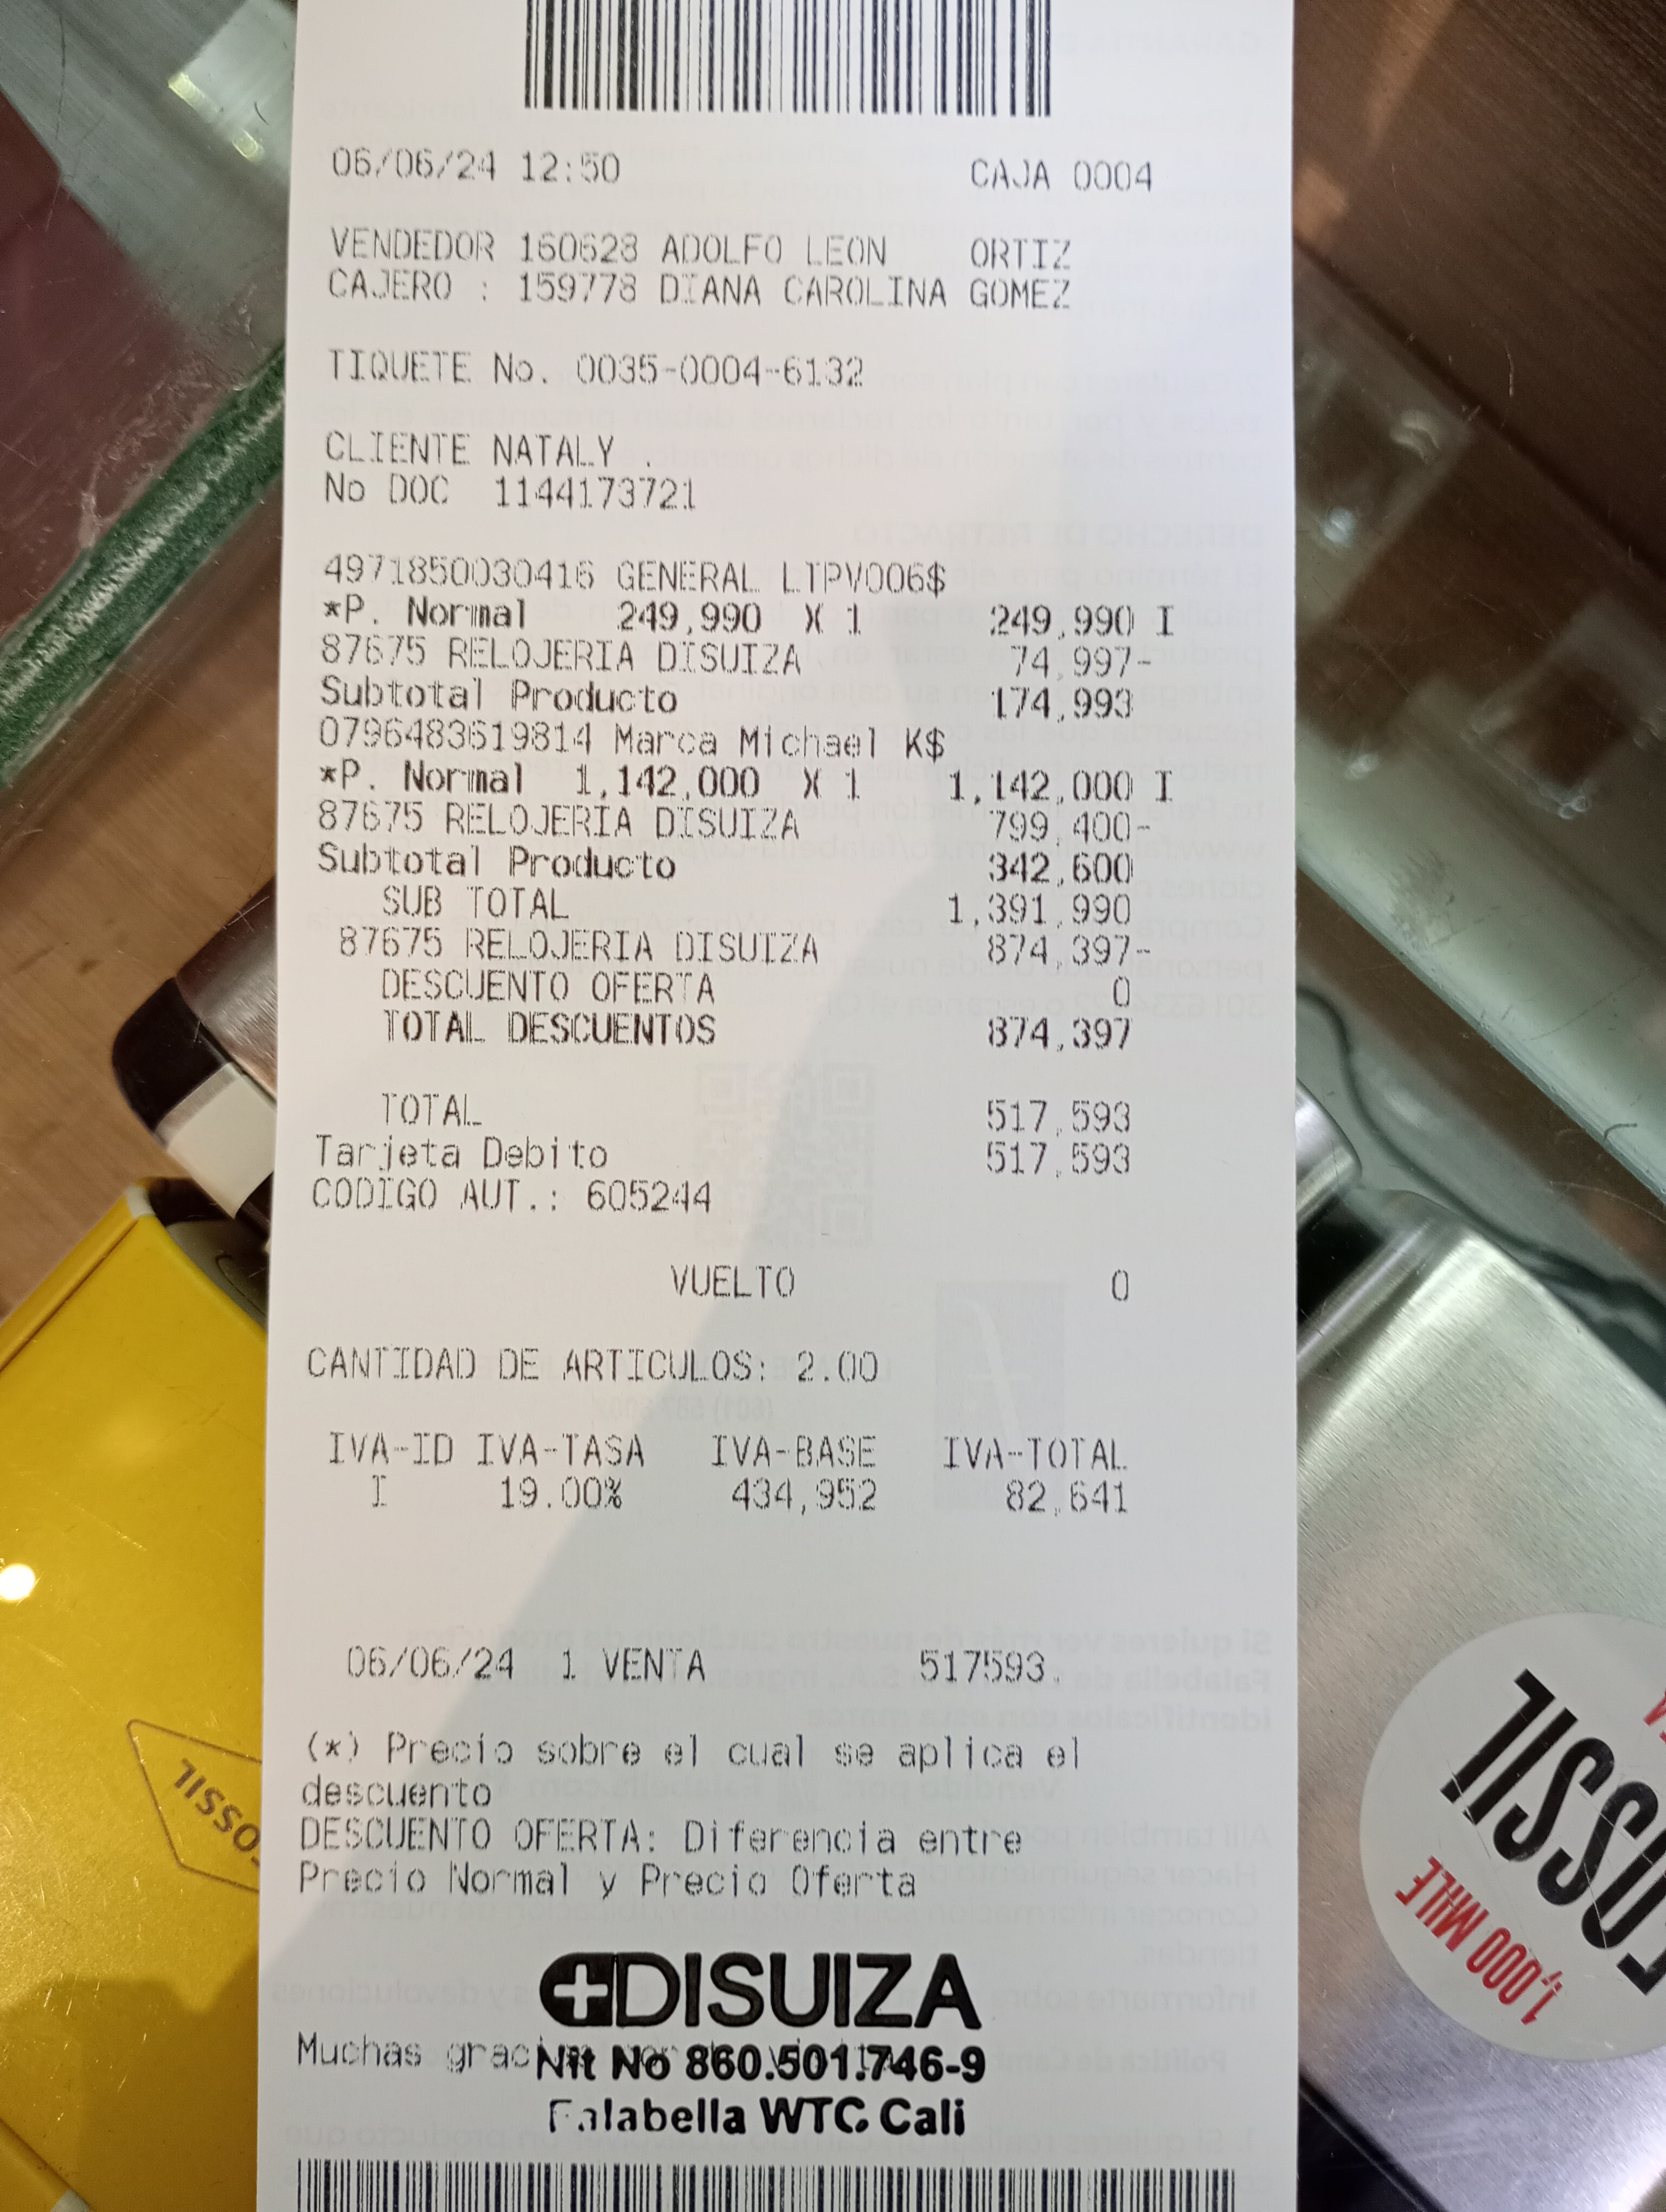 06/06/24 12:50 CAJA 0004
VENDEDOR 160628 ADOLFO LEON ORTIZ
CAJERO : 159778 DIANA CAROLINA GOMEZ
TIQUETE No. 0035-0004-6132
CLIENTE NATALY .
No DOC 1144173721
4971850030416 GENERAL LTPV006$
*P. Normal 249,990 X 1 249,990 I
87675 RELOJERIA DISUIZA 74,997-
Subtotal Producto 174,993
0796483619814 Marca Michael K$
*P. Normal 1,142,000 X 1 1,142,000 I
87675 RELOJERIA DISUIZA 799,400-
Subtotal Producto 342,600
SUB TOTAL 1,391,990
87675 RELOJERIA DISUIZA 874,397-
DESCUENTO OFERTA 0
TOTAL DESCUENTOS 874,397
TOTAL 517,593
Tarjeta Debito 517,593
CODIGO AUT.: 605244
VUELTO 0
CANTIDAD DE ARTICULOS: 2.00
IVA-ID IVA-TASA IVA-BASE IVA-TOTAL
I 19.00% 434,952 82,641
06/06/24 1 VENTA 517593.
(*) Precio sobre el cual se aplica el
descuento
DESCUENTO OFERTA: Diferencia entre
Precio Normal y Precio Oferta
DISUIZA
Muchas
Nit No 860.501.746-9
Falabella WTC Cali
FOSSIL
1,000 MILE